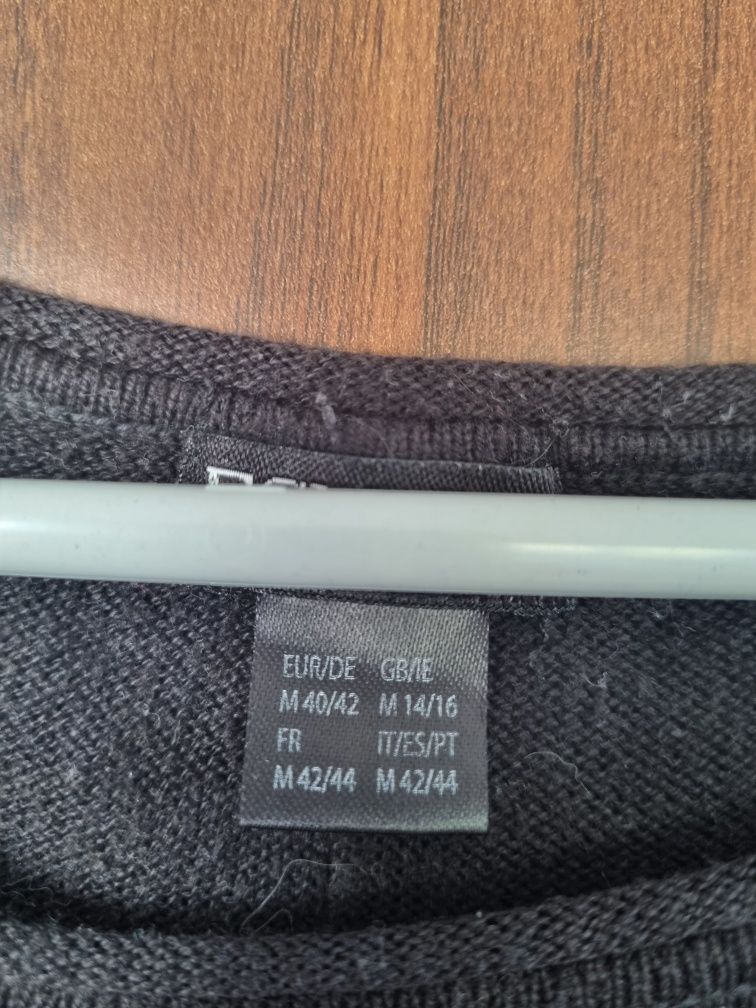 EUR/DE GB/IE
M 40/42 M 14/16
FR IT/ES/PT
M 42/44 M 42/44